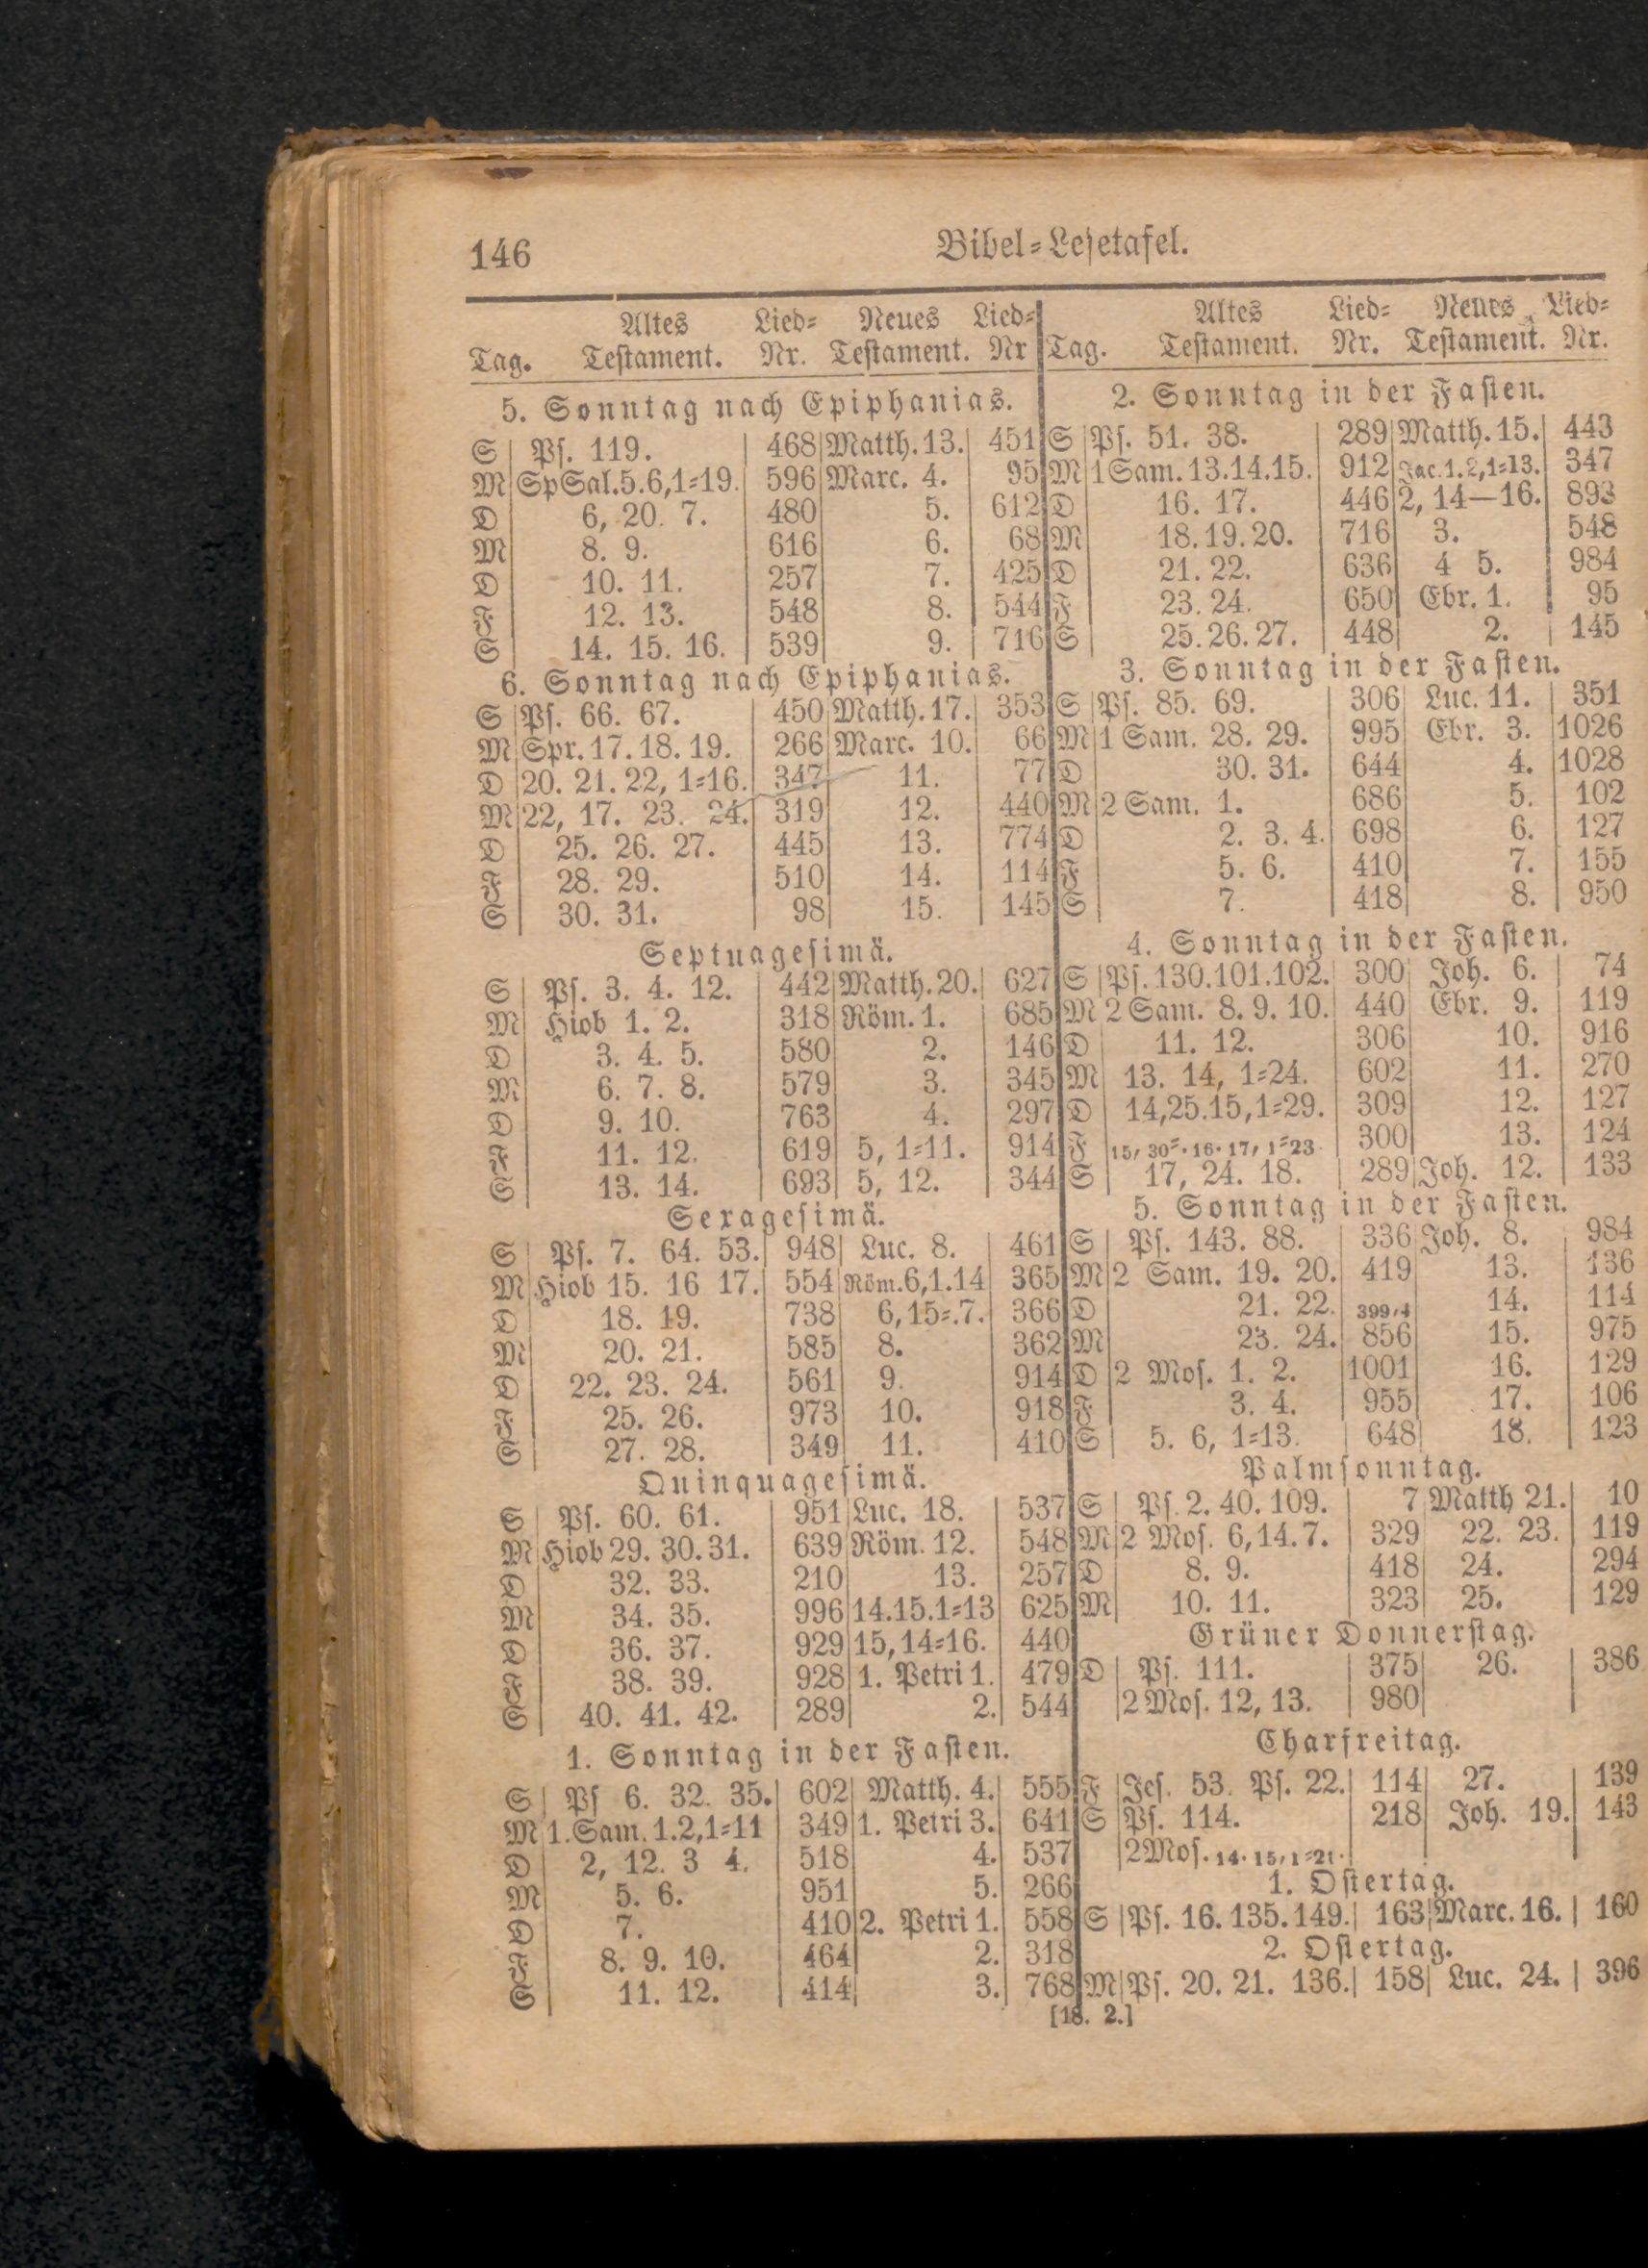 146
Bibel=Lesetafel.
Altes Lied= Neues Lied=
Tag. Testament. Nr. Testament. Nr
5. Sonntag nach Epiphanias.
S Ps. 119. 468 Matth. 13. 451
M SpSal. 5. 6, 1=19. 596 Marc. 4. 95
D 6, 20. 7. 480 5. 612
M 8. 9. 616 6. 68
D 10. 11. 257 7. 425
F 12. 13. 548 8. 544
S 14. 15. 16. 539 9. 716
6. Sonntag nach Epiphanias.
S Ps. 66. 67. 450 Matth. 17. 353
M Spr. 17. 18. 19. 266 Marc. 10. 66
D 20. 21. 22, 1=16. 347 11. 77
M 22, 17. 23. 24. 319 12. 440
D 25. 26. 27. 445 13. 774
F 28. 29. 510 14. 114
S 30. 31. 98 15. 145
Septuagesimä.
S Ps. 3. 4. 12. 442 Matth. 20. 627
M Hiob 1. 2. 318 Röm. 1. 685
D 3. 4. 5. 580 2. 146
M 6. 7. 8. 579 3. 345
D 9. 10. 763 4. 297
F 11. 12. 619 5, 1=11. 914
S 13. 14. 693 5, 12. 344
Sexagesimä.
S Ps. 7. 64. 53. 948 Luc. 8. 461
M Hiob 15. 16 17. 554 Röm. 6, 1.14 365
D 18. 19. 738 6, 15=.7. 366
M 20. 21. 585 8. 362
D 22. 23. 24. 561 9. 914
F 25. 26. 973 10. 918
S 27. 28. 349 11. 410
Quinquagesimä.
S Ps. 60. 61. 951 Luc. 18. 537
M Hiob 29. 30. 31. 639 Röm. 12. 548
D 32. 33. 210 13. 257
M 34. 35. 996 14.15.1=13 625
D 36. 37. 929 15, 14=16. 440
F 38. 39. 928 1. Petri 1. 479
S 40. 41. 42. 289 2. 544
1. Sonntag in der Fasten.
S Ps 6. 32. 35. 602 Matth. 4. 555
M 1. Sam. 1.2, 1=11 349 1. Petri 3. 641
D 2, 12. 3 4. 518 4. 537
M 5. 6. 951 5. 266
D 7. 410 2. Petri 1. 558
F 8. 9. 10. 464 2. 318
S 11. 12. 414 3. 768
Altes Lied= Neues Lied=
Tag. Testament. Nr. Testament. Nr.
2. Sonntag in der Fasten.
S Ps. 51. 38. 289 Matth. 15. 443
M 1 Sam. 13. 14. 15. 912 Jac. 1. 2, 1=13. 347
D 16. 17. 446 2, 14—16. 893
M 18. 19. 20. 716 3. 548
D 21. 22. 636 4 5. 984
F 23. 24. 650 Ebr. 1. 95
S 25. 26. 27. 448 2. 145
3. Sonntag in der Fasten.
S Ps. 85. 69. 306 Luc. 11. 351
M 1 Sam. 28. 29. 995 Ebr. 3. 1026
D 30. 31. 644 4. 1028
M 2 Sam. 1. 686 5. 102
D 2. 3. 4. 698 6. 127
F 5. 6. 410 7. 155
S 7. 418 8. 950
4. Sonntag in der Fasten.
S Ps. 130. 101. 102. 300 Joh. 6. 74
M 2 Sam. 8. 9. 10. 440 Ebr. 9. 119
D 11. 12. 306 10. 916
M 13. 14, 1=24. 602 11. 270
D 14, 25. 15, 1=29. 309 12. 127
F 15, 30=. 16. 17, 1=23. 300 13. 124
S 17, 24. 18. 289 Joh. 12. 133
5. Sonntag in der Fasten.
S Ps. 143. 88. 336 Joh. 8. 984
M 2 Sam. 19. 20. 419 13. 136
D 21. 22. 399,4 14. 114
M 23. 24. 856 15. 975
D 2 Mos. 1. 2. 1001 16. 129
F 3. 4. 955 17. 106
S 5. 6, 1=13. 648 18. 123
Palmsonntag.
S Ps. 2. 40. 109. 7 Matth 21. 10
M 2 Mos. 6, 14. 7. 329 22. 23. 119
D 8. 9. 418 24. 294
M 10. 11. 323 25. 129
Grüner Donnerstag.
D Ps. 111. 375 26. 386
2 Mos. 12, 13. 980
Charfreitag.
F Jes. 53. Ps. 22. 114 27. 139
S Ps. 114. 218 Joh. 19. 143
2 Mos. 14. 15, 1=21.
1. Ostertag.
S Ps. 16. 135. 149. 163 Marc. 16. 160
2. Ostertag.
M Ps. 20. 21. 136. 158 Luc. 24. 396
[18. 2.]